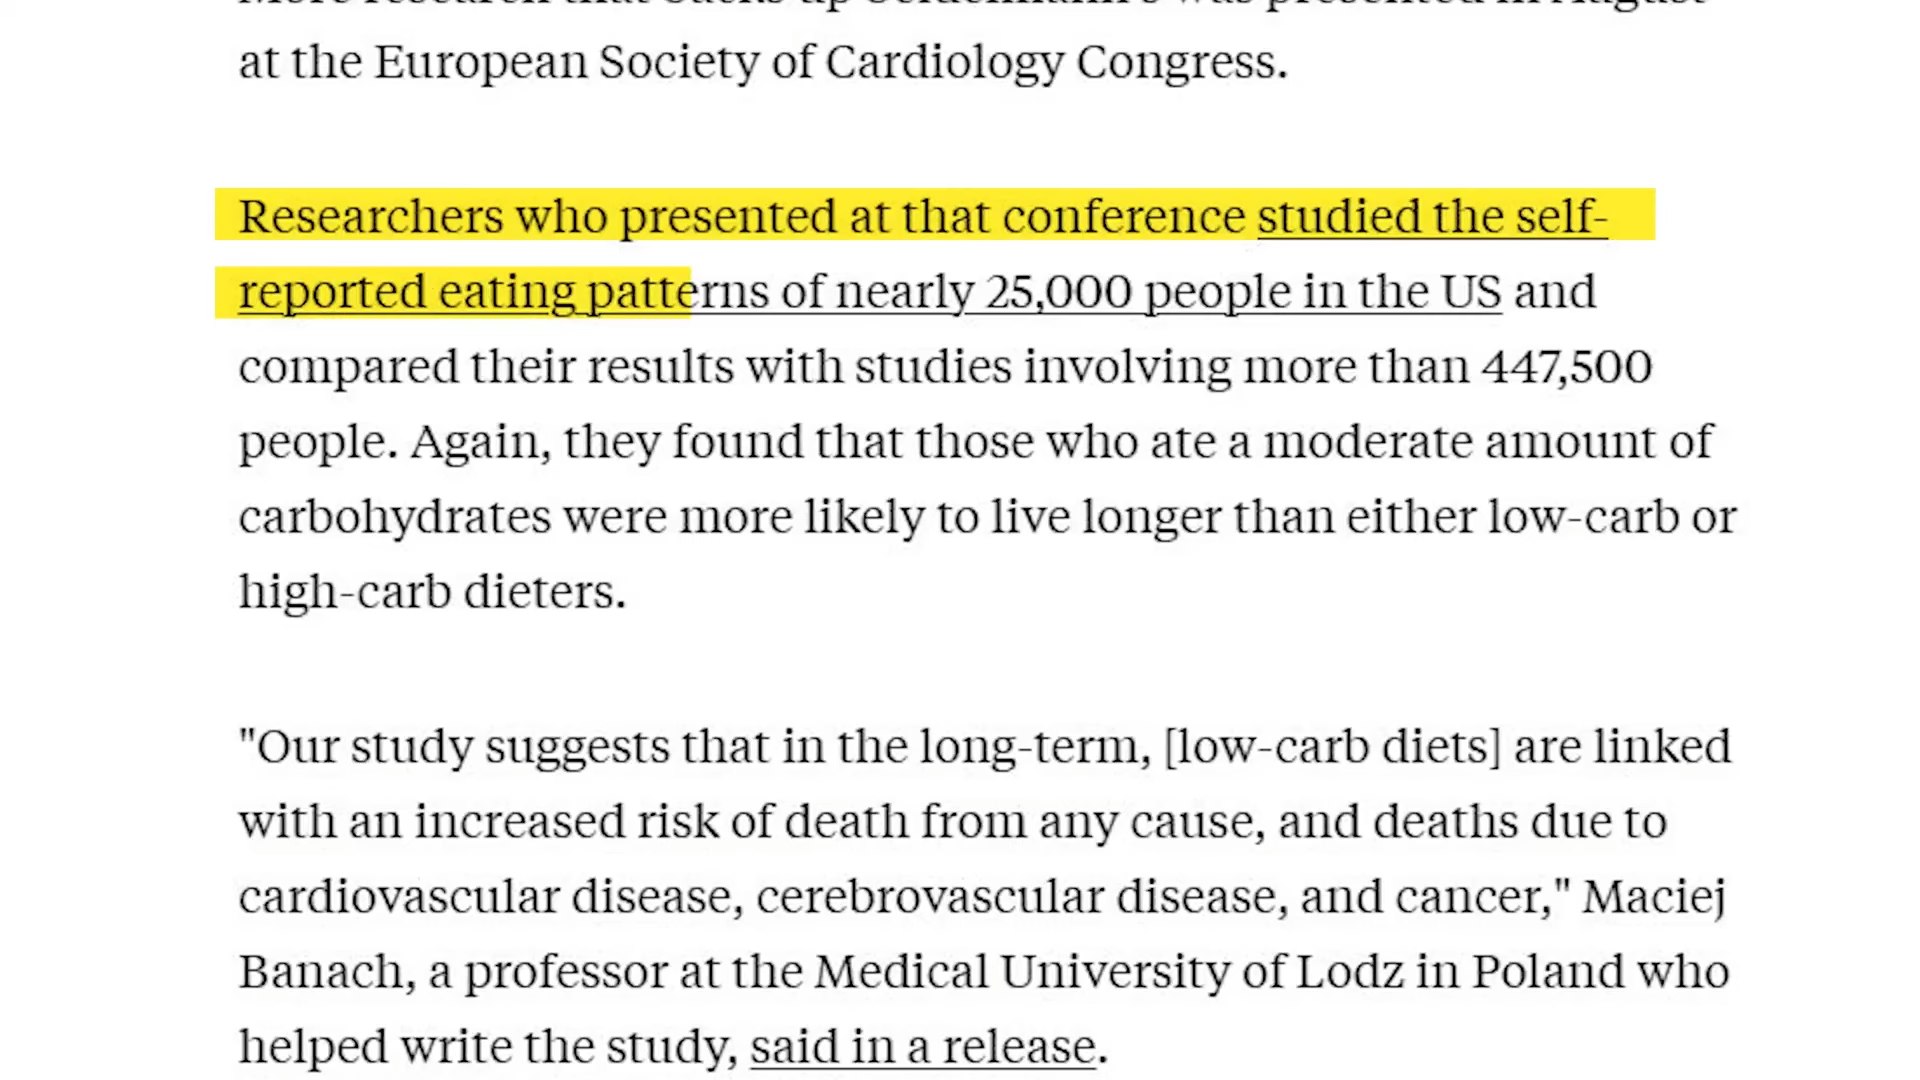 at the European Society of Cardiology Congress.
Researchers who presented at that conference studied the self-
reported eating patterns of nearly 25,000 people in the US and
compared their results with studies involving more than 447,500
people. Again, they found that those who ate a moderate amount of
carbohydrates were more likely to live longer than either low-carb or
high-carb dieters.
"Our study suggests that in the long-term, [low-carb diets] are linked
with an increased risk of death from any cause, and deaths due to
cardiovascular disease, cerebrovascular disease, and cancer," Maciej
Banach, a professor at the Medical University of Lodz in Poland who
helped write the study, said in a release.